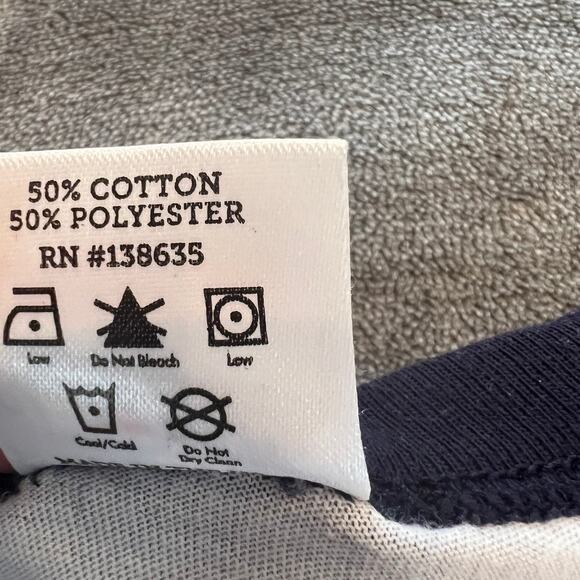 50% COTTON
50% POLYESTER
RN #138635
Low
Do Not Bleach
Low
Cool/Cold
Do Not
Dry Clean